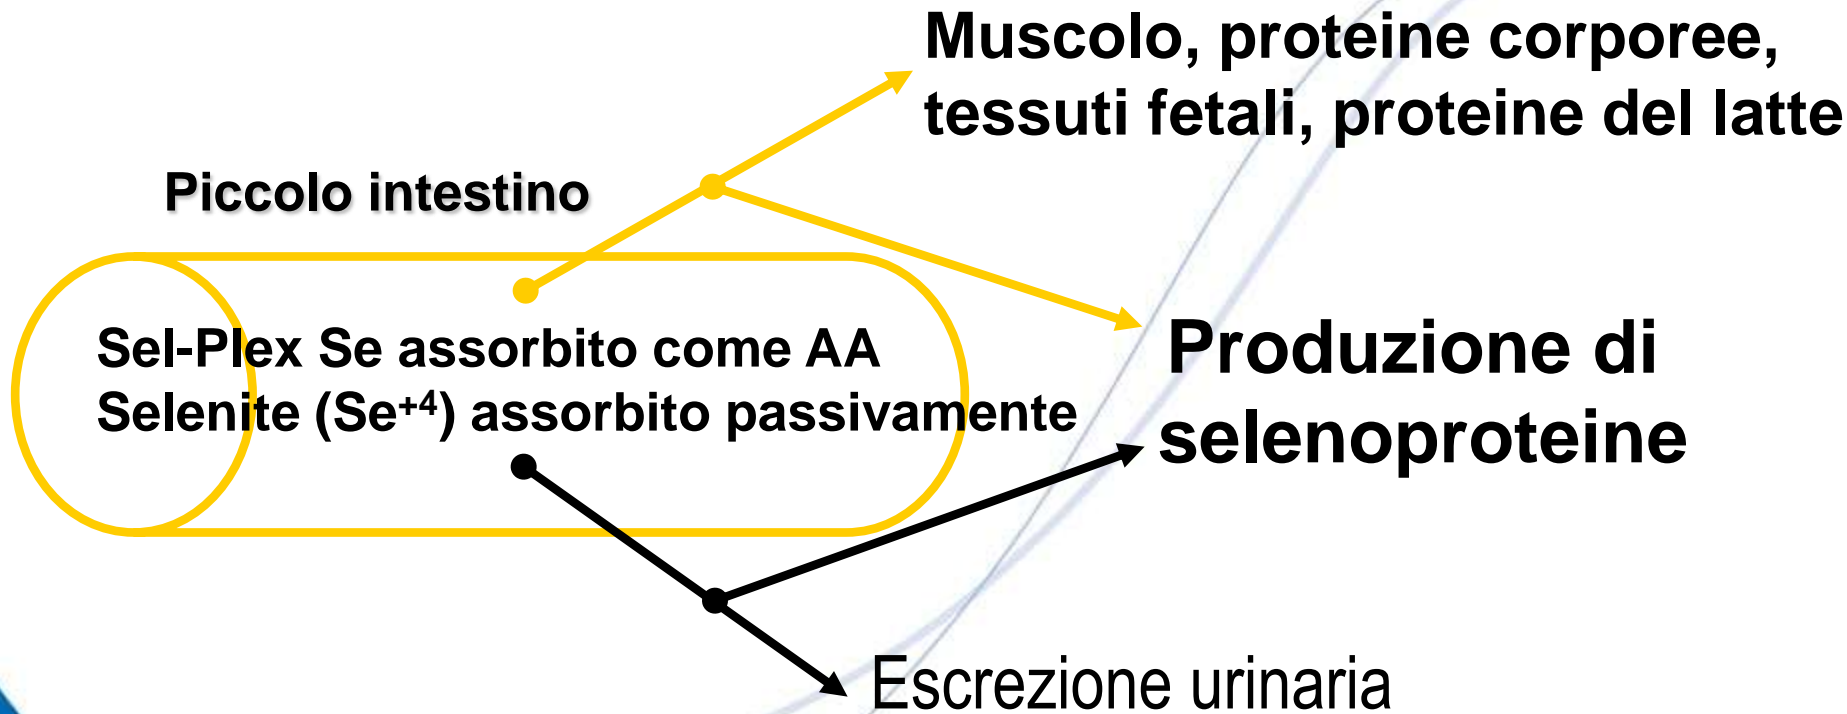 Muscolo, proteine corporee,
tessuti fetali, proteine del latte
Piccolo intestino
Sel-Plex Se assorbito come AA
Selenite (Se⁺⁴) assorbito passivamente
Produzione di
selenoproteine
Escrezione urinaria